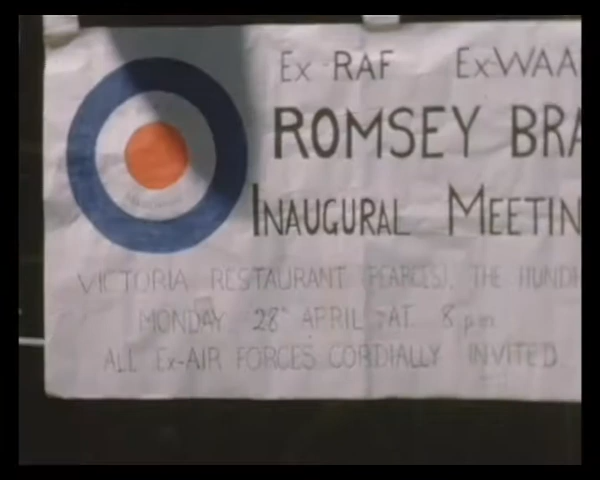 Ex-RAF Ex-WAA
ROMSEY BRA
INAUGURAL MEETIN
VICTORIA RESTAURANT (PEARCES), THE HUND
MONDAY 28TH APRIL AT 8 pm
ALL Ex-AIR FORCES CORDIALLY INVITED